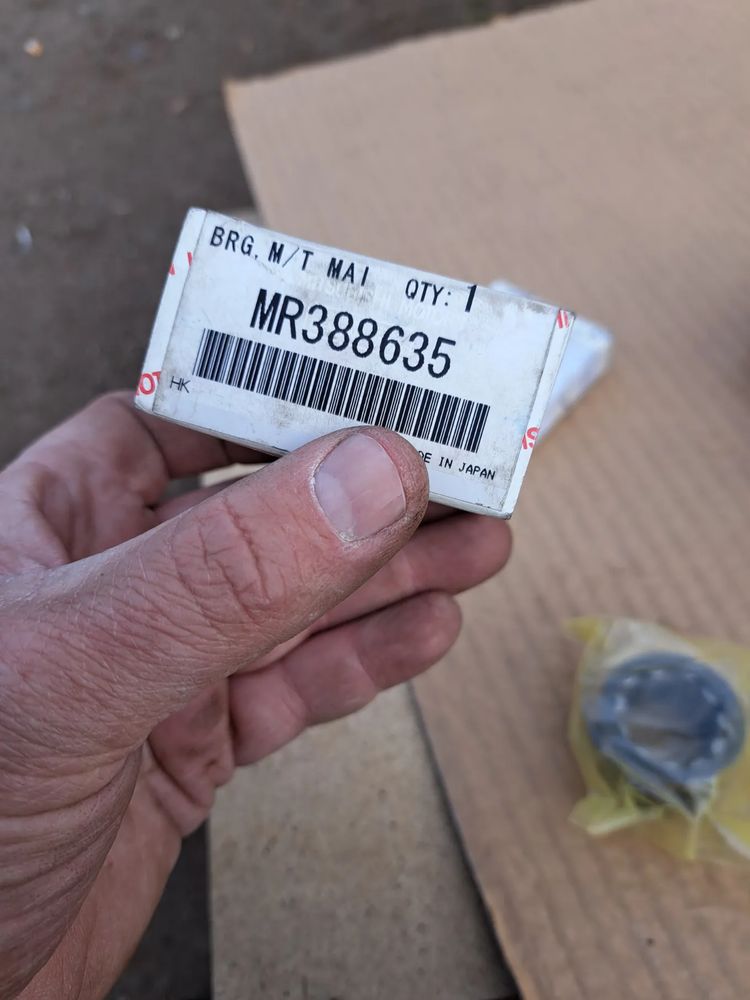 BRG, M/T MAI QTY: 1
MR388635
HK
DE IN JAPAN